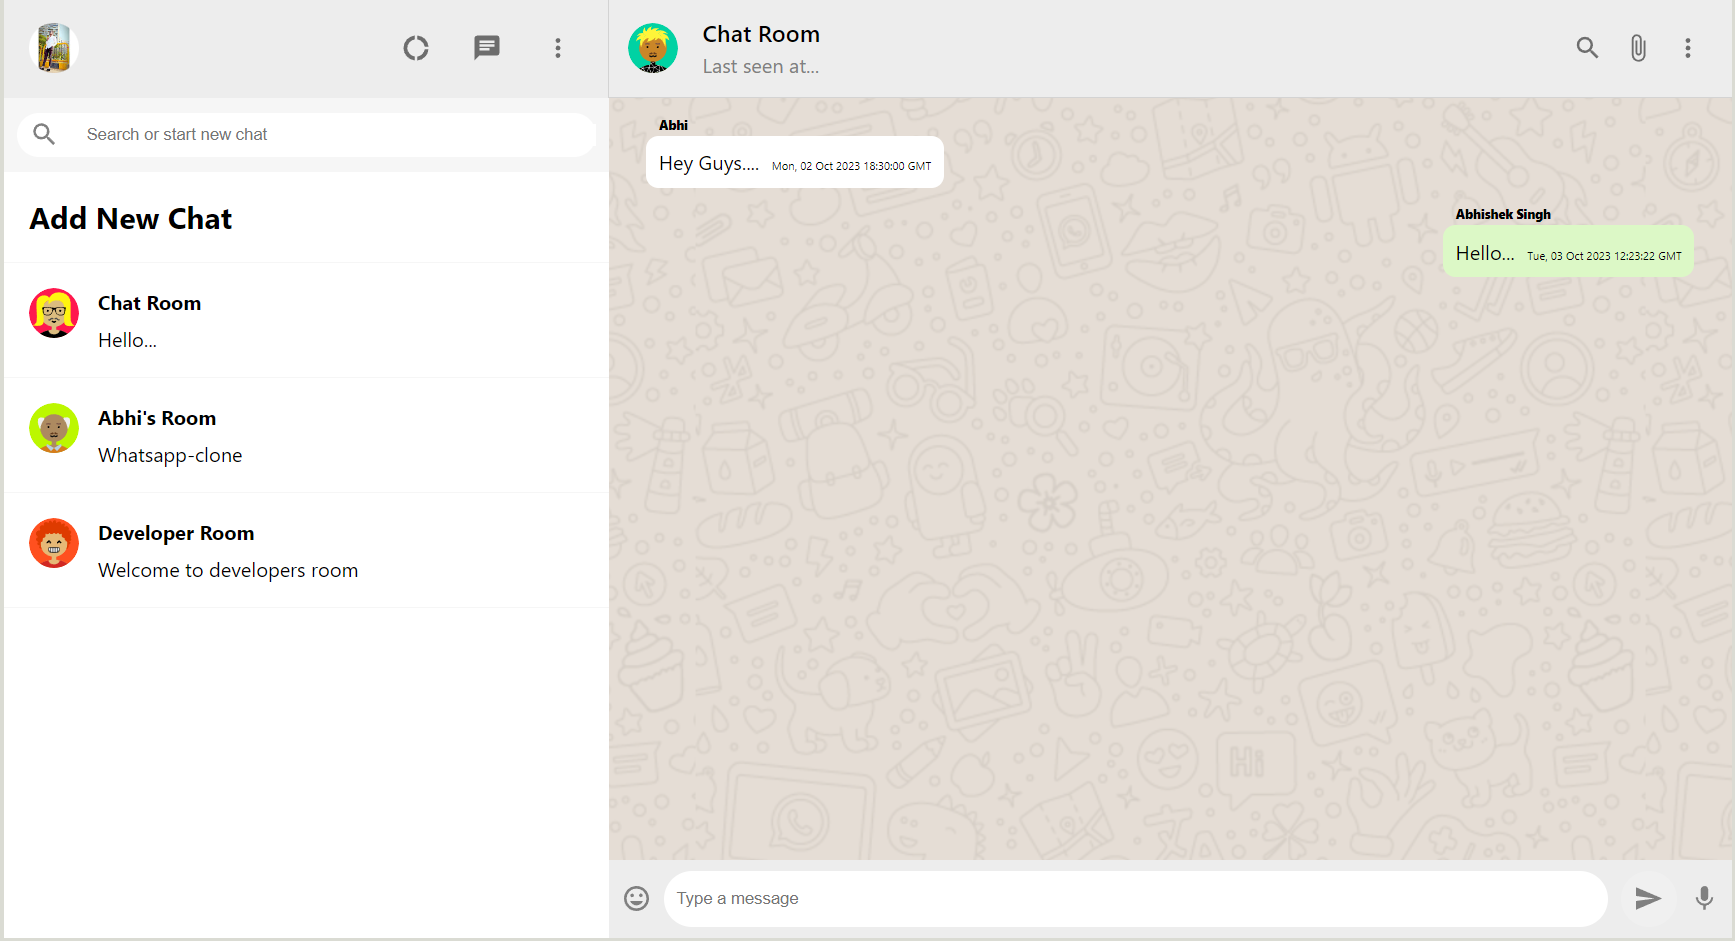 Search or start new chat
Add New Chat
Chat Room
Hello...
Abhi's Room
Whatsapp-clone
Developer Room
Welcome to developers room
Chat Room
Last seen at...
Abhi
Hey Guys.... Mon, 02 Oct 2023 18:30:00 GMT
Abhishek Singh
Hello... Tue, 03 Oct 2023 12:23:22 GMT
Hi
Type a message